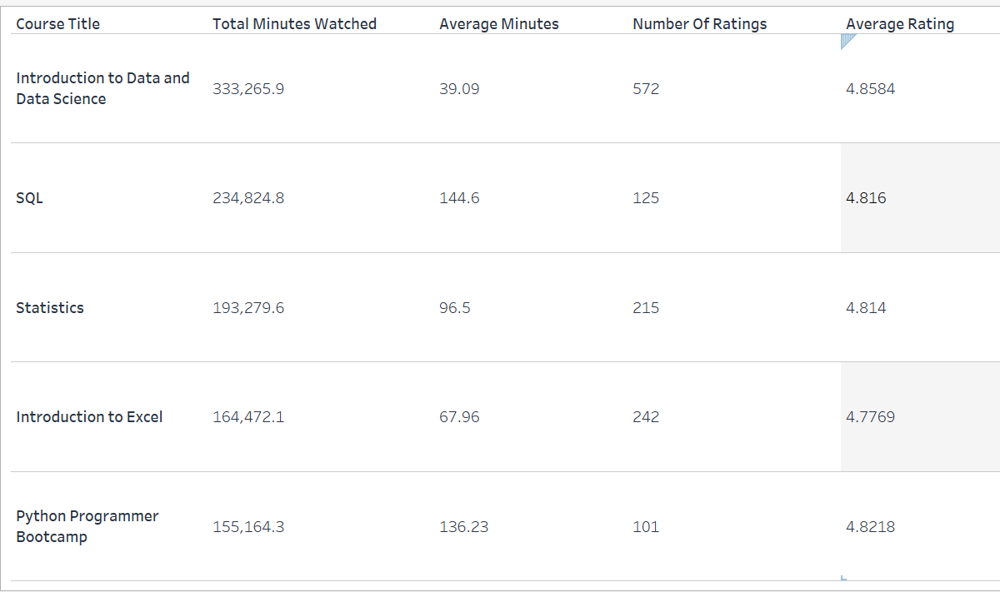 Course Title Total Minutes Watched Average Minutes Number Of Ratings Average Rating
Introduction to Data and
Data Science
333,265.9 39.09 572 4.8584
SQL 234,824.8 144.6 125 4.816
Statistics 193,279.6 96.5 215 4.814
Introduction to Excel 164,472.1 67.96 242 4.7769
Python Programmer
Bootcamp
155,164.3 136.23 101 4.8218